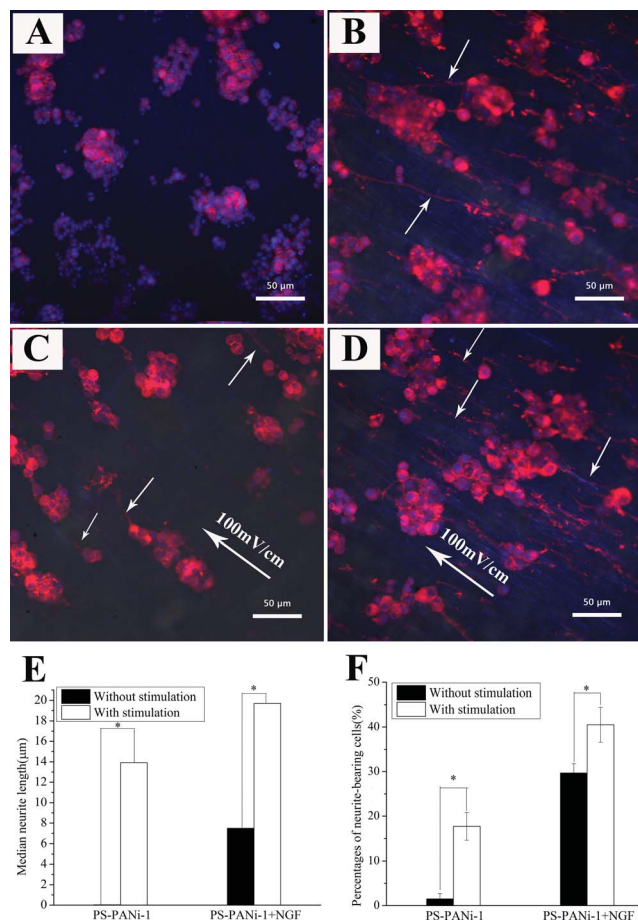 A
B
50 µm
50 µm
C
D
100mV/cm
100mV/cm
50 µm
50 µm
E
Without stimulation
With stimulation
*
*
Median neurite length(µm)
20
18
16
14
12
10
8
6
4
2
0
PS-PANi-1
PS-PANi-1+NGF
F
Without stimulation
With stimulation
*
*
Percentages of neurite-bearing cells(%)
50
40
30
20
10
0
PS-PANi-1
PS-PANi-1+NGF